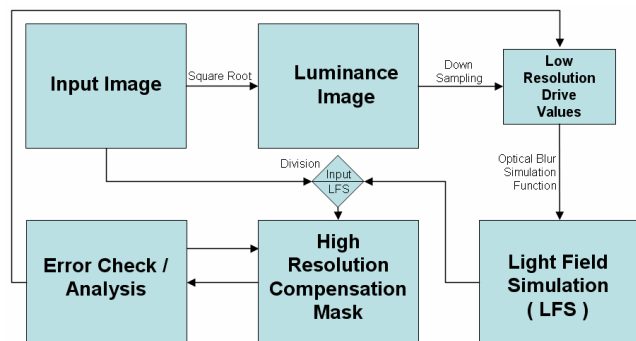 Input Image
Square Root
Luminance
Image
Down
Sampling
Low
Resolution
Drive
Values
Optical Blur
Simulation
Function
Division
Input
LFS
Error Check /
Analysis
High
Resolution
Compensation
Mask
Light Field
Simulation
( LFS )